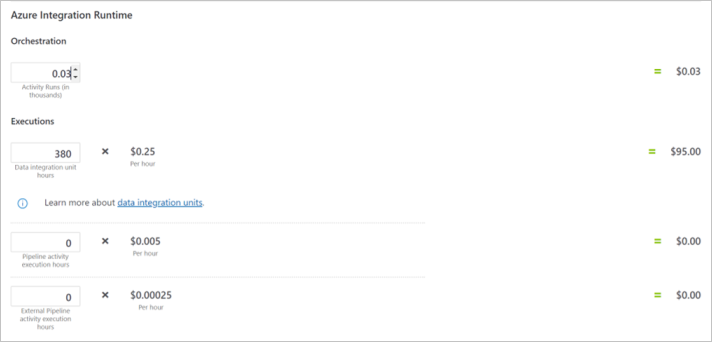 Azure Integration Runtime
Orchestration
0.03
= $0.03
Activity Runs (in
thousands)
Executions
380 × $0.25 = $95.00
Data integration unit
hours
Per hour
Learn more about data integration units.
0 × $0.005 = $0.00
Pipeline activity
execution hours
Per hour
0 × $0.00025 = $0.00
External Pipeline
activity execution
hours
Per hour